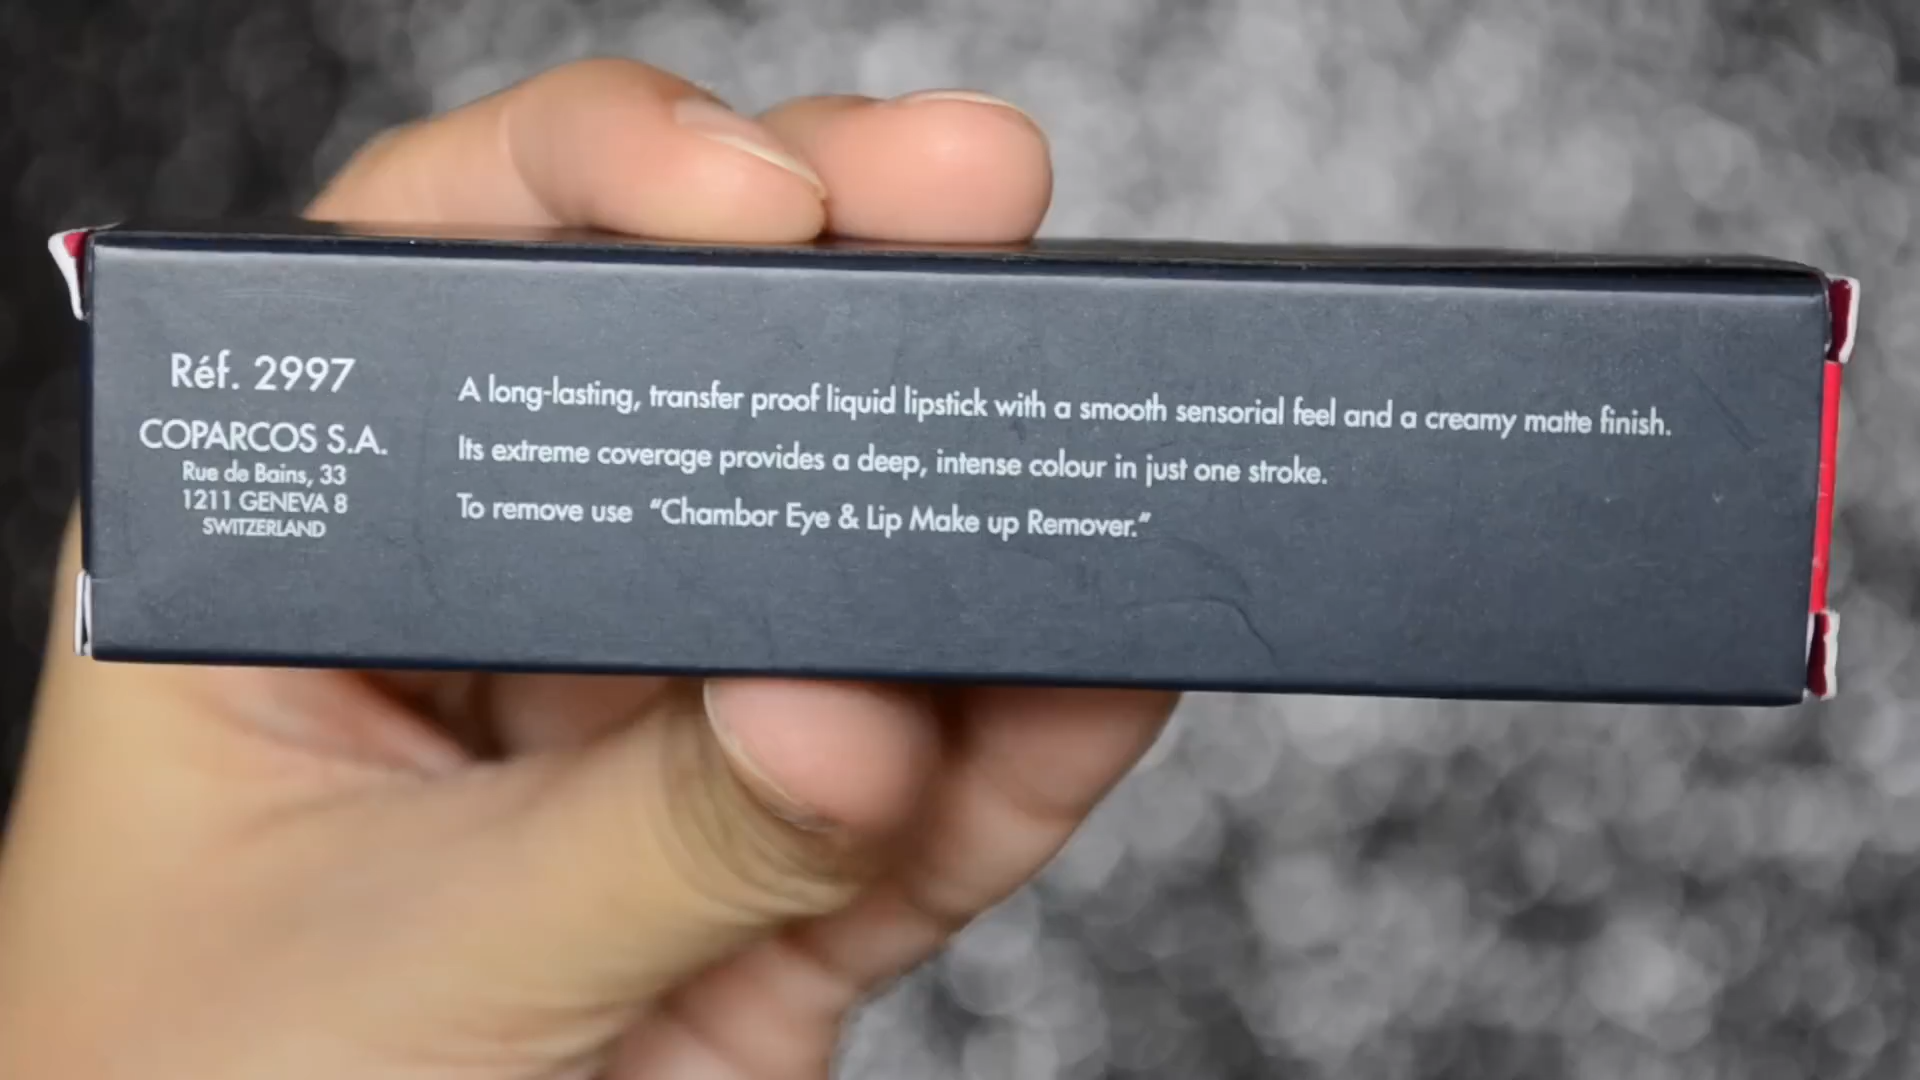 Réf. 2997
COPARCOS S.A.
Rue de Bains, 33
1211 GENEVA 8
SWITZERLAND
A long-lasting, transfer proof liquid lipstick with a smooth sensorial feel and a creamy matte finish.
Its extreme coverage provides a deep, intense colour in just one stroke.
To remove use "Chambor Eye & Lip Make up Remover."